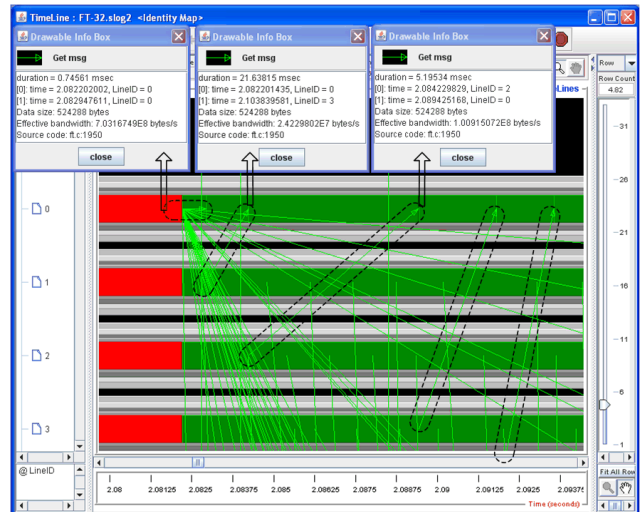 TimeLine : FT-32.slog2 <Identity Map>
Drawable Info Box
Get msg
duration = 0.74561 msec
[0]: time = 2.082202002, LineID = 0
[1]: time = 2.082947611, LineID = 0
Data size: 524288 bytes
Effective bandwidth: 7.0316749E8 bytes/s
Source code: ft.c:1950
close
Drawable Info Box
Get msg
duration = 21.63815 msec
[0]: time = 2.082201435, LineID = 0
[1]: time = 2.103839581, LineID = 3
Data size: 524288 bytes
Effective bandwidth: 2.4229802E7 bytes/s
Source code: ft.c:1950
close
Drawable Info Box
Get msg
duration = 5.19534 msec
[0]: time = 2.084229829, LineID = 2
[1]: time = 2.089425168, LineID = 0
Data size: 524288 bytes
Effective bandwidth: 1.00915072E8 bytes/s
Source code: ft.c:1950
close
Lines
Row
Row Count
4.82
31
26
21
16
11
6
1
0
1
2
3
@ LineID
2.08
2.08125
2.0825
2.08375
2.085
2.08625
2.0875
2.08875
2.09
2.09125
2.0925
2.09375
Time (seconds)
Fit All Row